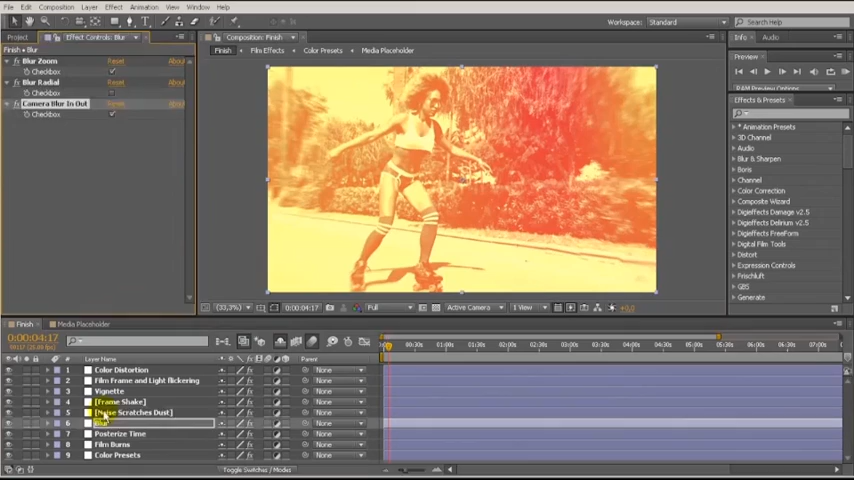 File Edit Composition Layer Effect Animation View Window Help
Workspace: Standard
Search Help
Project Effect Controls: Blur
Composition: Finish
Info Audio
Finish • Blur
Finish Film Effects Color Presets Media Placeholder
Preview
Blur Zoom Reset About
Checkbox
Blur Radial Reset About
Checkbox
Camera Blur In Out Reset About
Checkbox
RAM Preview Options
Effects & Presets
* Animation Presets
3D Channel
Audio
Blur & Sharpen
Boris
Channel
Color Correction
Composite Wizard
Digieffects Damage v2.5
Digieffects Delirium v2.5
Digieffects FreeForm
Digital Film Tools
Distort
Expression Controls
Frischluft
GBS
Generate
(33,3%) 0:00:04:17 Full Active Camera 1 View +0,0
Finish Media Placeholder
0:00:04:17
# Layer Name Parent
00:30s 01:00s 01:30s 02:00s 02:30s 03:00s 03:30s 04:00s 04:30s 05:00s 05:30s 06:00s 06:30s 07:00s
1 Color Distortion None
2 Film Frame and Light flickering None
3 Vignette None
4 [Frame Shake] None
5 [Noise Scratches Dust] None
6 Blur None
7 Posterize Time None
8 Film Burns None
9 Color Presets None
Toggle Switches / Modes